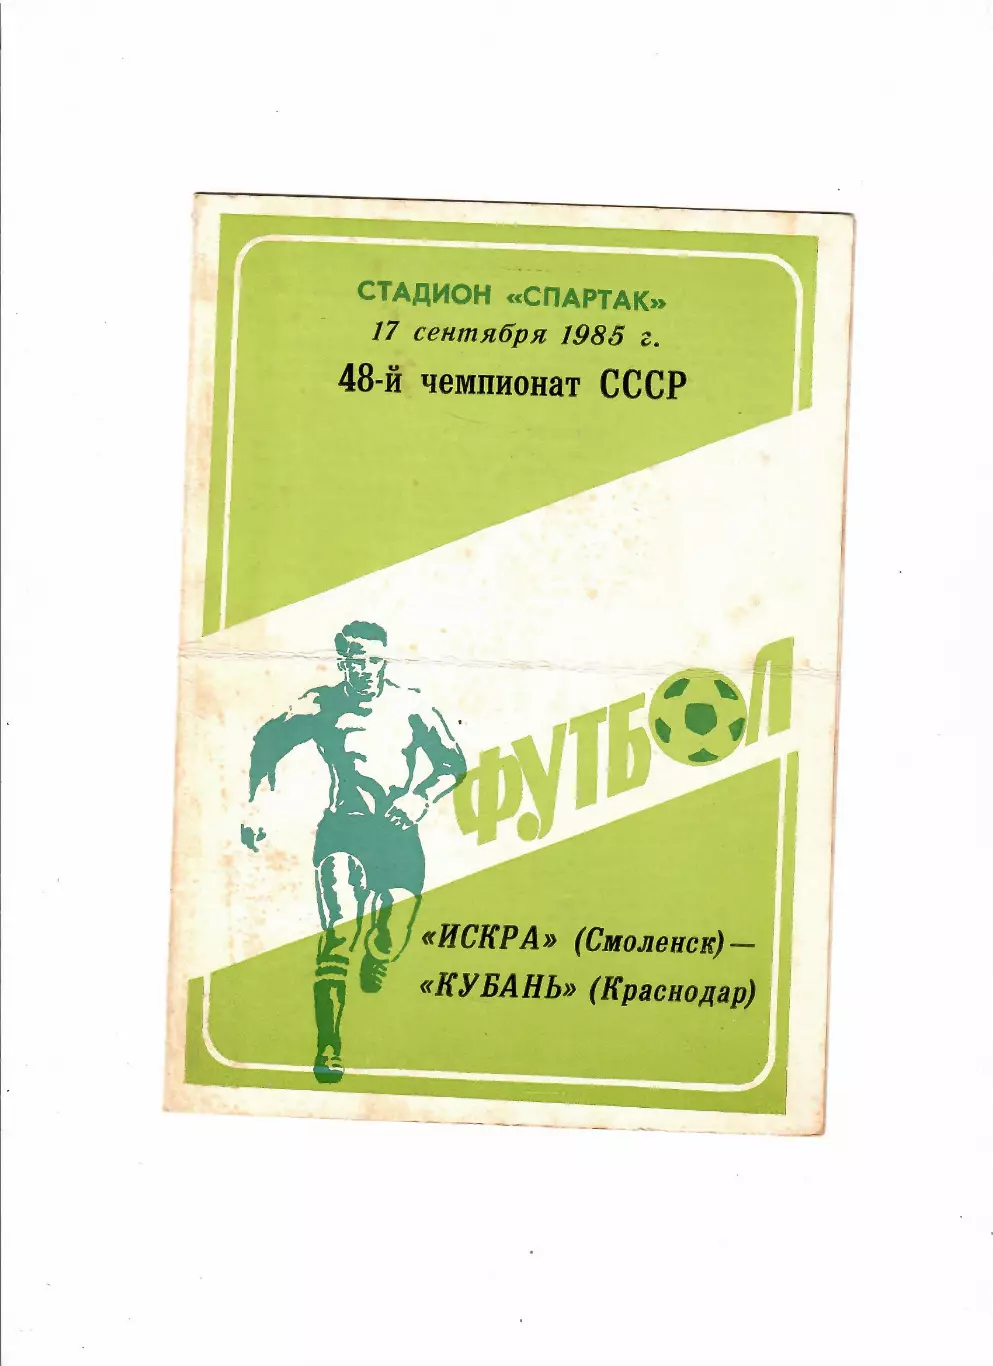 СТАДИОН «СПАРТАК»
17 сентября 1985 г.
48-й чемпионат СССР
ФУТБОЛ
«ИСКРА» (Смоленск) —
«КУБАНЬ» (Краснодар)